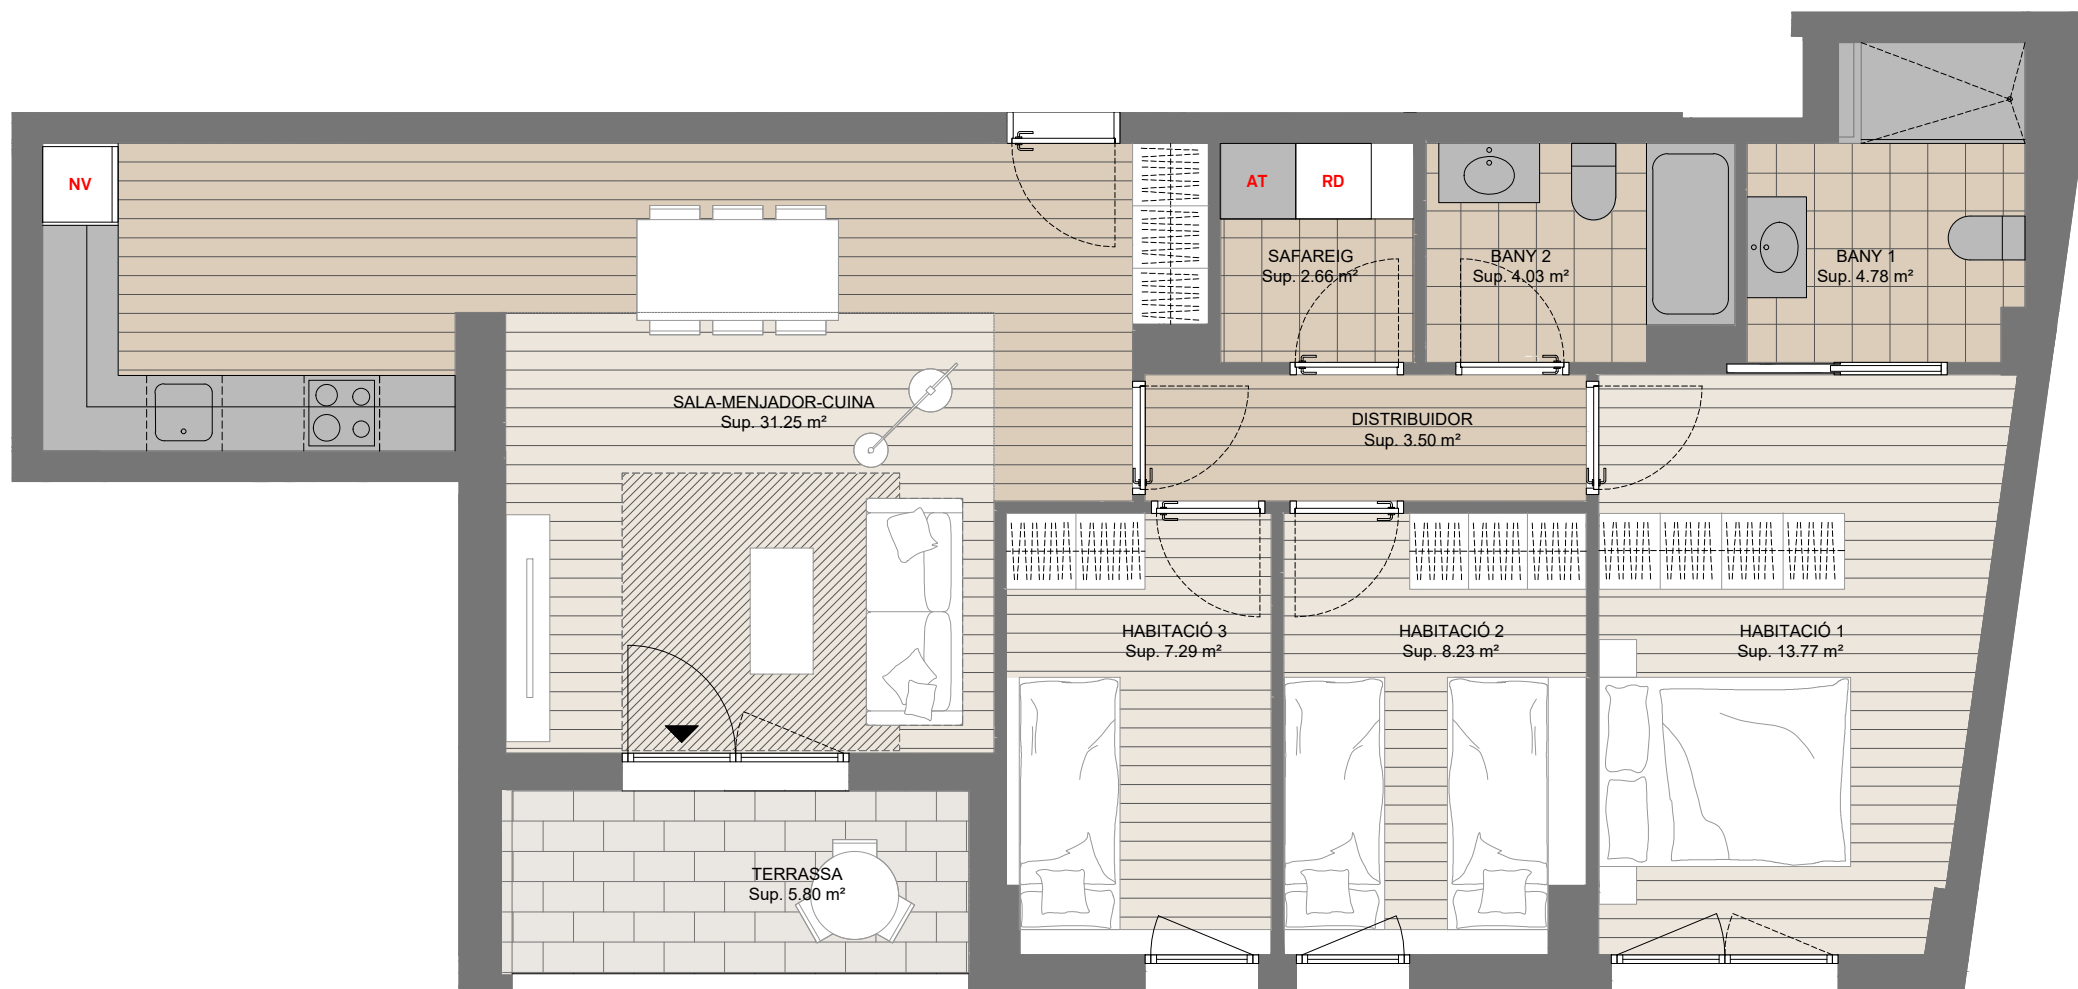 NV
AT
RD
SAFAREIG
Sup. 2.66 m²
BANY 2
Sup. 4.03 m²
BANY 1
Sup. 4.78 m²
SALA-MENJADOR-CUINA
Sup. 31.25 m²
DISTRIBUIDOR
Sup. 3.50 m²
HABITACIÓ 3
Sup. 7.29 m²
HABITACIÓ 2
Sup. 8.23 m²
HABITACIÓ 1
Sup. 13.77 m²
TERRASSA
Sup. 5.80 m²